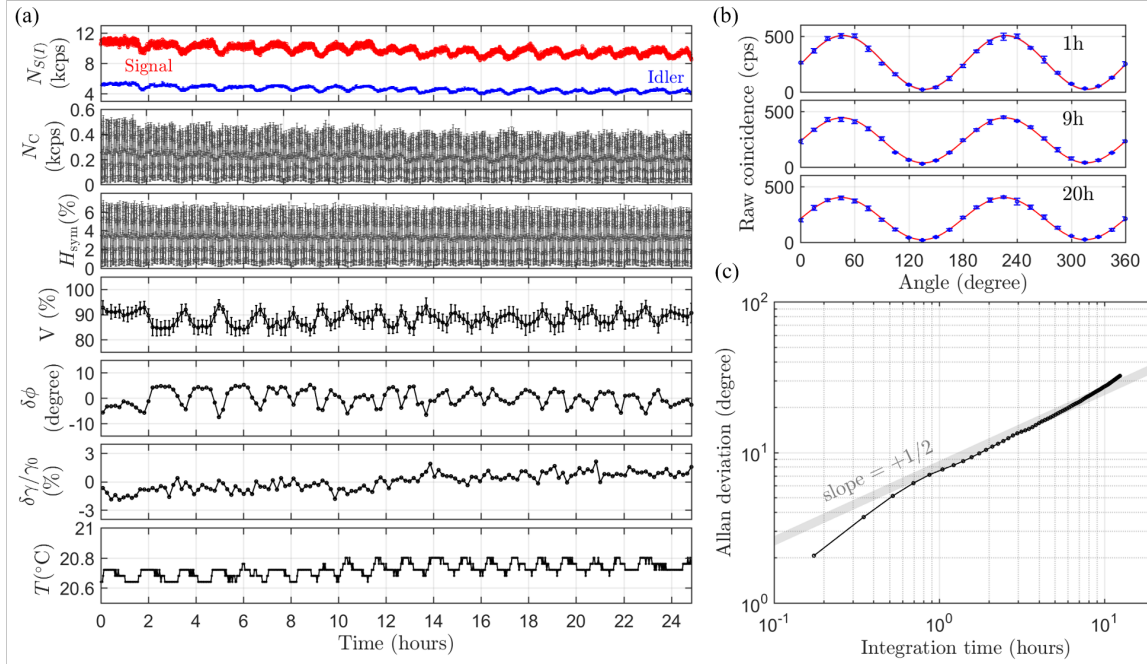 (a)
12
8
4
N_S(I)
(kcps)
Signal
Idler
0.6
0.4
0.2
0
N_C
(kcps)
6
4
2
0
H_sym(%)
100
90
80
V (%)
10
0
-10
δϕ
(degree)
3
0
-3
δγ/γ₀
(%)
21
20.8
20.6
T(°C)
0 2 4 6 8 10 12 14 16 18 20 22 24
Time (hours)
(b)
Raw coincidence (cps)
500
0
1h
500
0
9h
500
0
20h
0 60 120 180 240 300 360
Angle (degree)
(c)
Allan deviation (degree)
10²
10¹
10⁰
slope = +1/2
10⁻¹ 10⁰ 10¹
Integration time (hours)